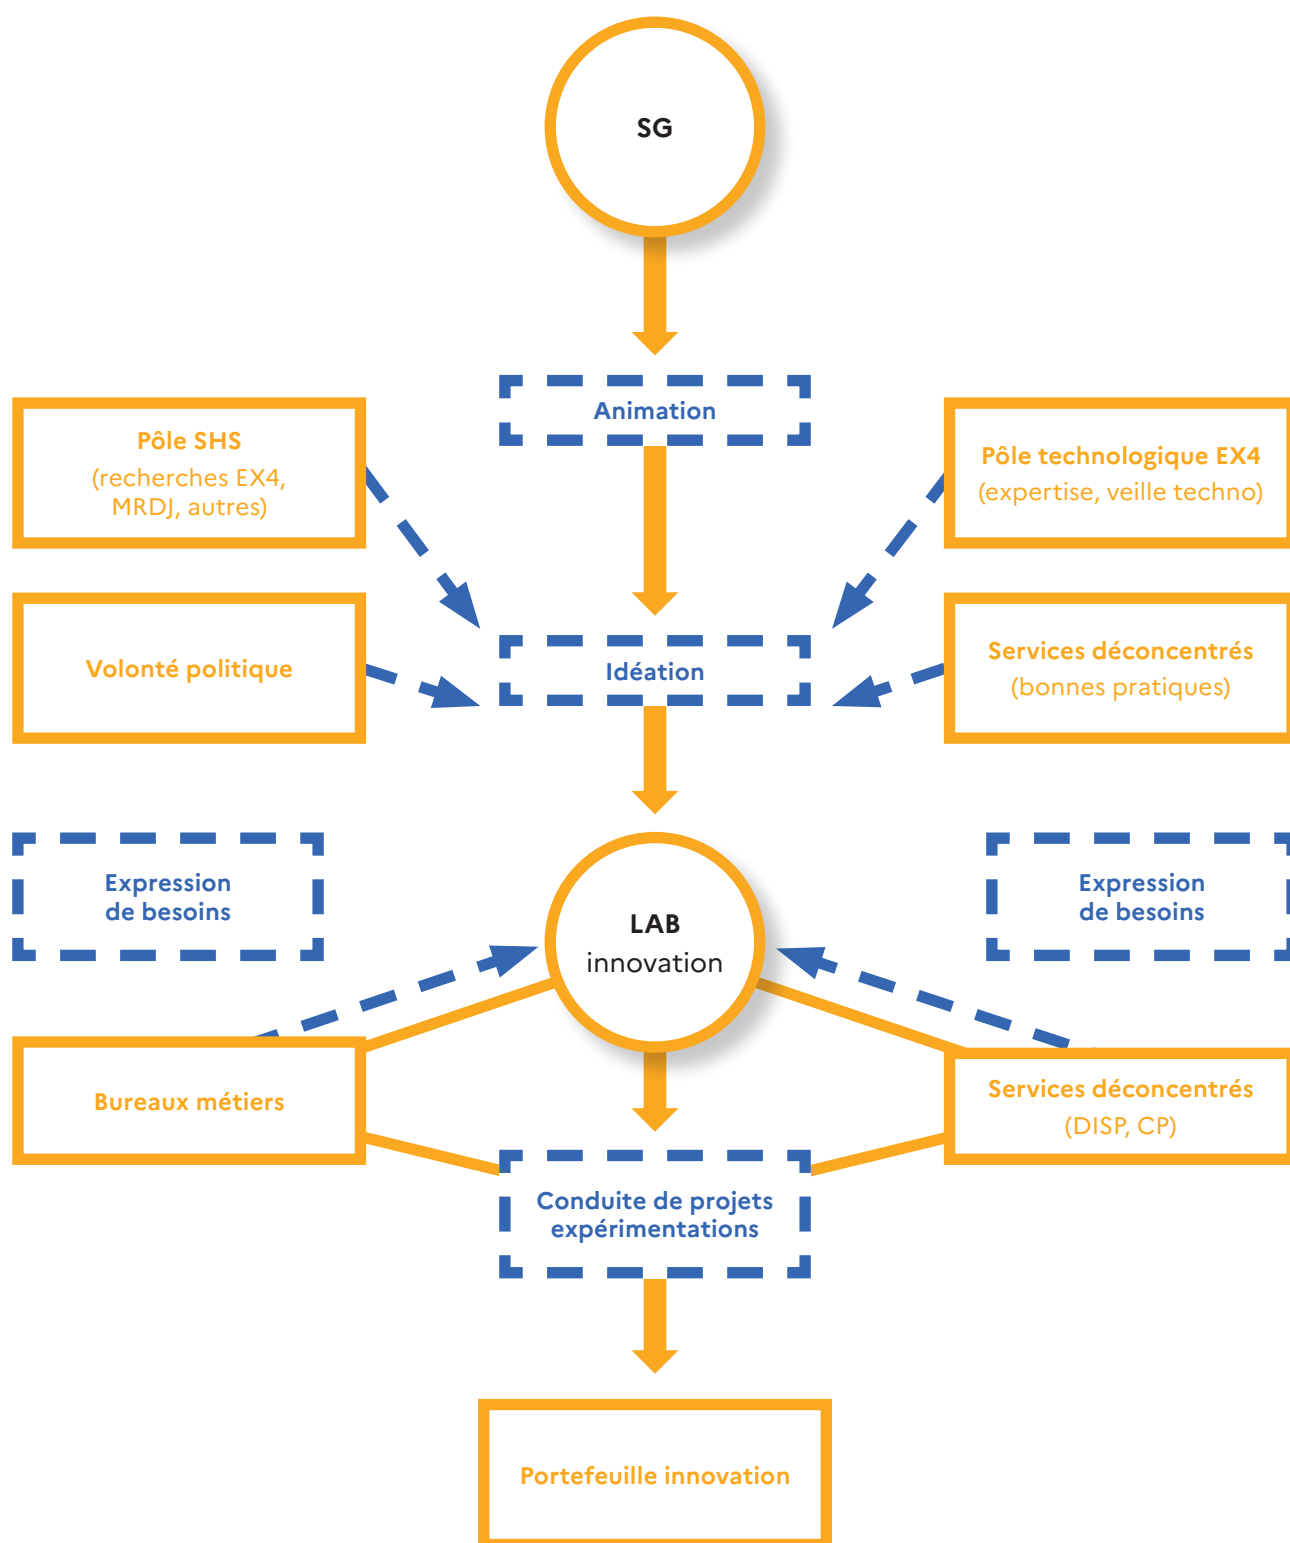 SG
Animation
Pôle SHS
(recherches EX4,
MRDJ, autres)
Pôle technologique EX4
(expertise, veille techno)
Volonté politique
Idéation
Services déconcentrés
(bonnes pratiques)
Expression
de besoins
LAB
innovation
Expression
de besoins
Bureaux métiers
Services déconcentrés
(DISP, CP)
Conduite de projets
expérimentations
Portefeuille innovation